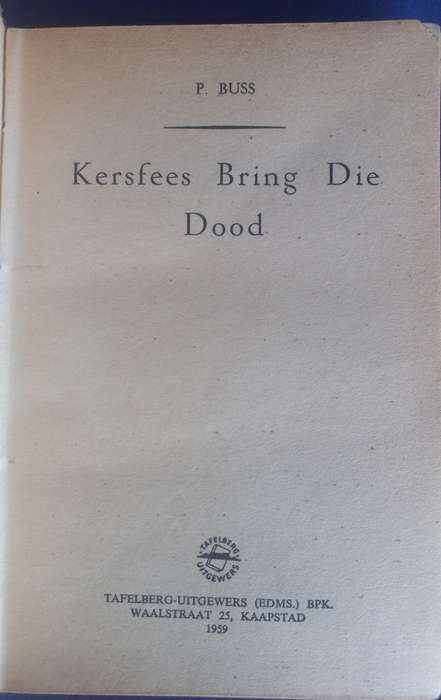 P. BUSS
Kersfees Bring Die
Dood
TAFELBERG
UITGEWERS
TAFELBERG-UITGEWERS (EDMS.) BPK.
WAALSTRAAT 25, KAAPSTAD
1959